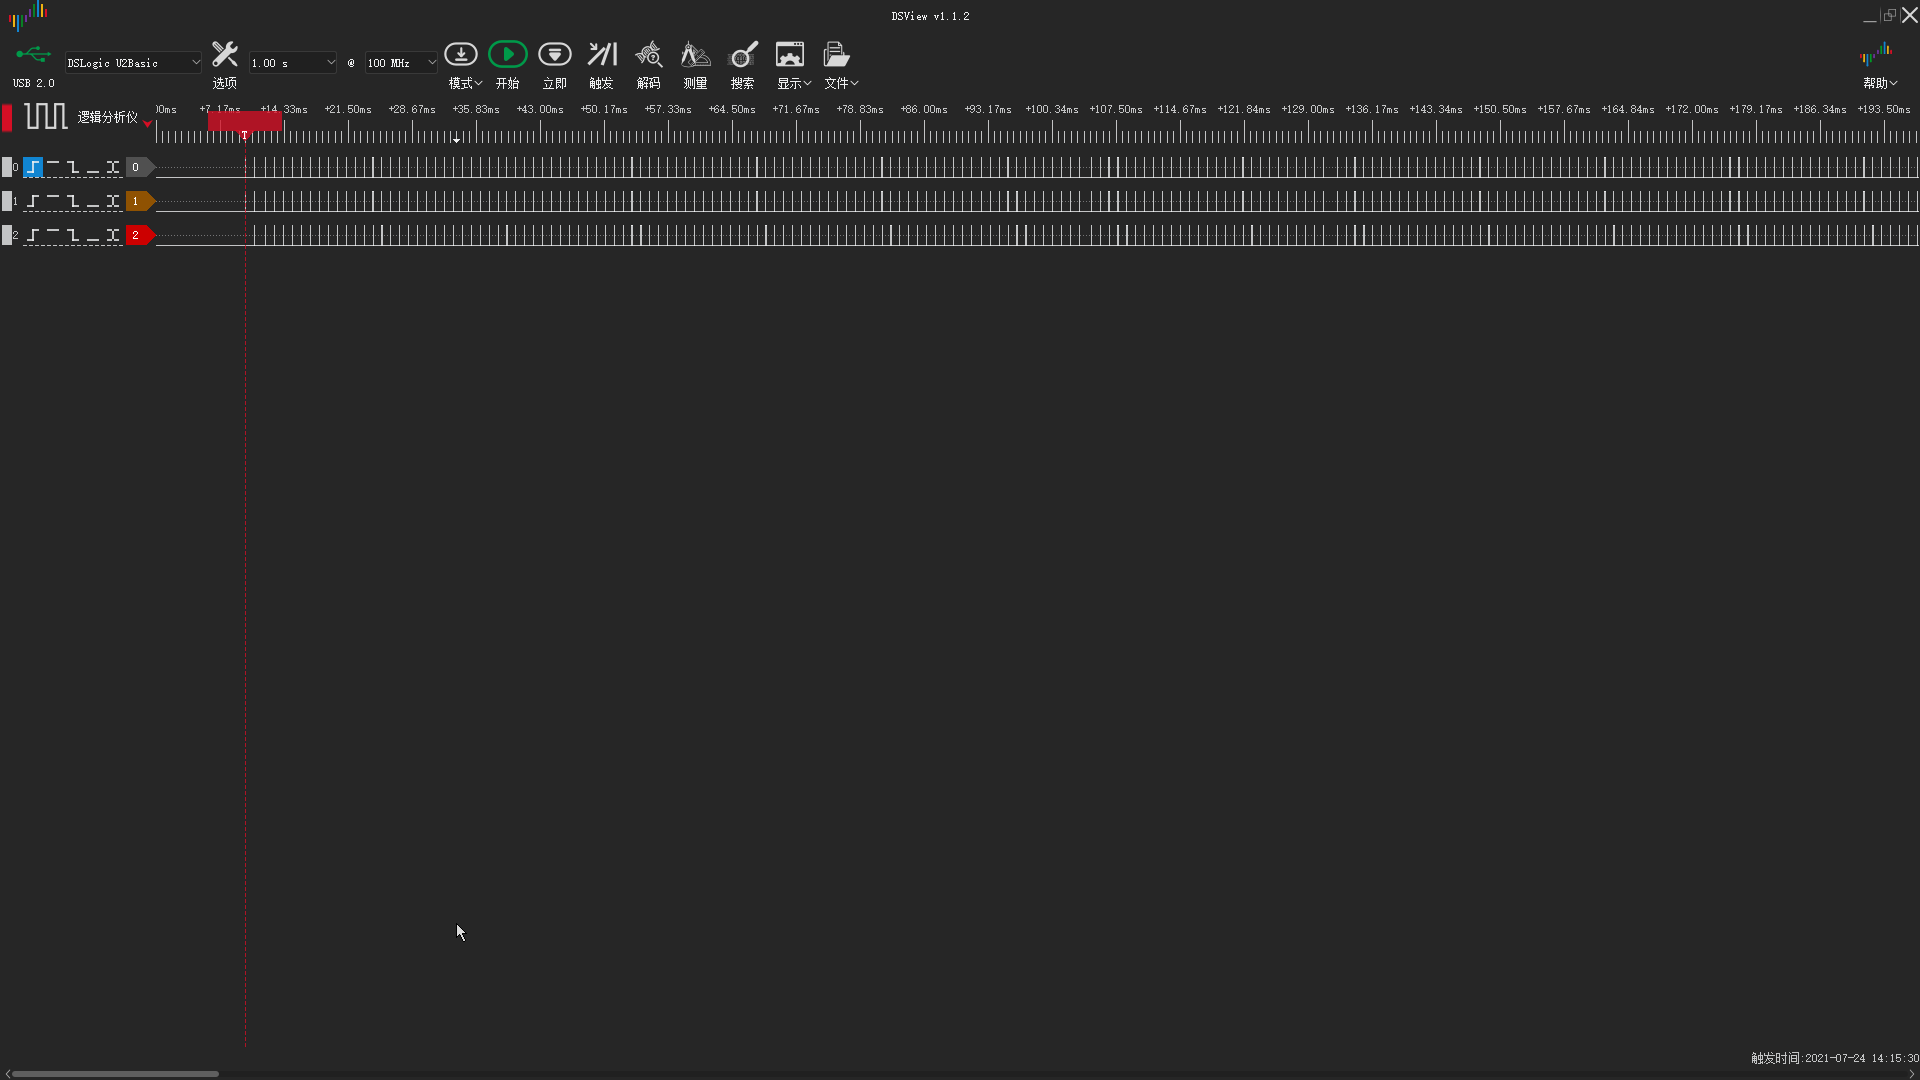 DSView v1.1.2
USB 2.0
DSLogic U2Basic
选项
1.00 s
@
100 MHz
模式
开始
立即
触发
解码
测量
搜索
显示
文件
帮助
逻辑分析仪
00ms +7.17ms +14.33ms +21.50ms +28.67ms +35.83ms +43.00ms +50.17ms +57.33ms +64.50ms +71.67ms +78.83ms +86.00ms +93.17ms +100.34ms +107.50ms +114.67ms +121.84ms +129.00ms +136.17ms +143.34ms +150.50ms +157.67ms +164.84ms +172.00ms +179.17ms +186.34ms +193.50ms
T
0 0
1 1
2 2
触发时间:2021-07-24 14:15:30